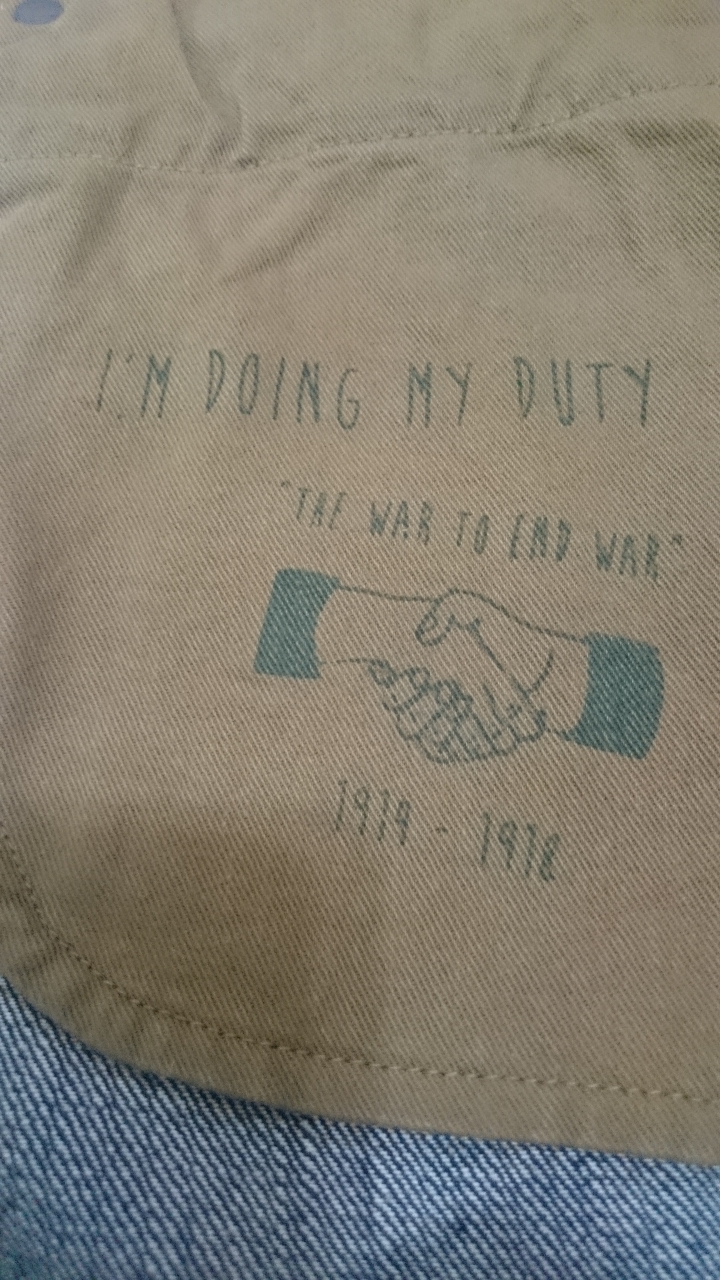 I'M DOING MY DUTY
"THE WAR TO END WAR"
1914 - 1918